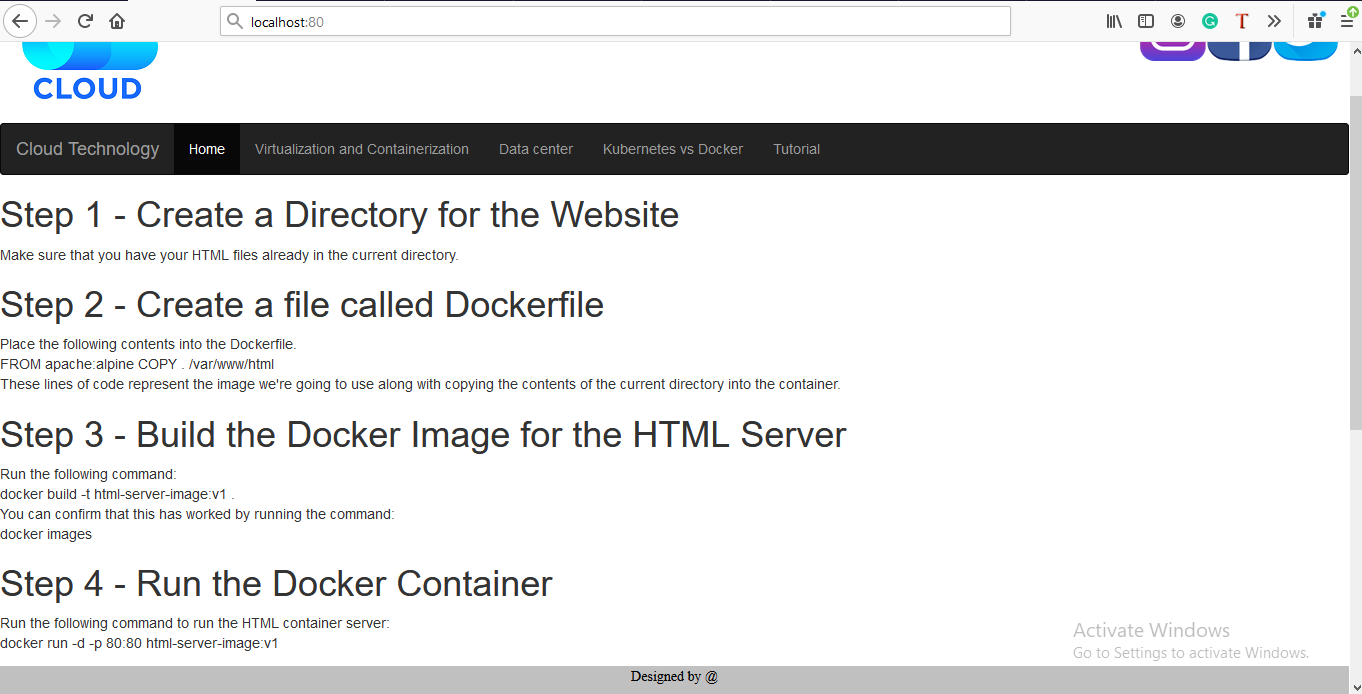 localhost:80
CLOUD
Cloud Technology Home Virtualization and Containerization Data center Kubernetes vs Docker Tutorial
Step 1 - Create a Directory for the Website
Make sure that you have your HTML files already in the current directory.
Step 2 - Create a file called Dockerfile
Place the following contents into the Dockerfile.
FROM apache:alpine COPY . /var/www/html
These lines of code represent the image we're going to use along with copying the contents of the current directory into the container.
Step 3 - Build the Docker Image for the HTML Server
Run the following command:
docker build -t html-server-image:v1 .
You can confirm that this has worked by running the command:
docker images
Step 4 - Run the Docker Container
Run the following command to run the HTML container server:
docker run -d -p 80:80 html-server-image:v1
Activate Windows
Go to Settings to activate Windows.
Designed by @